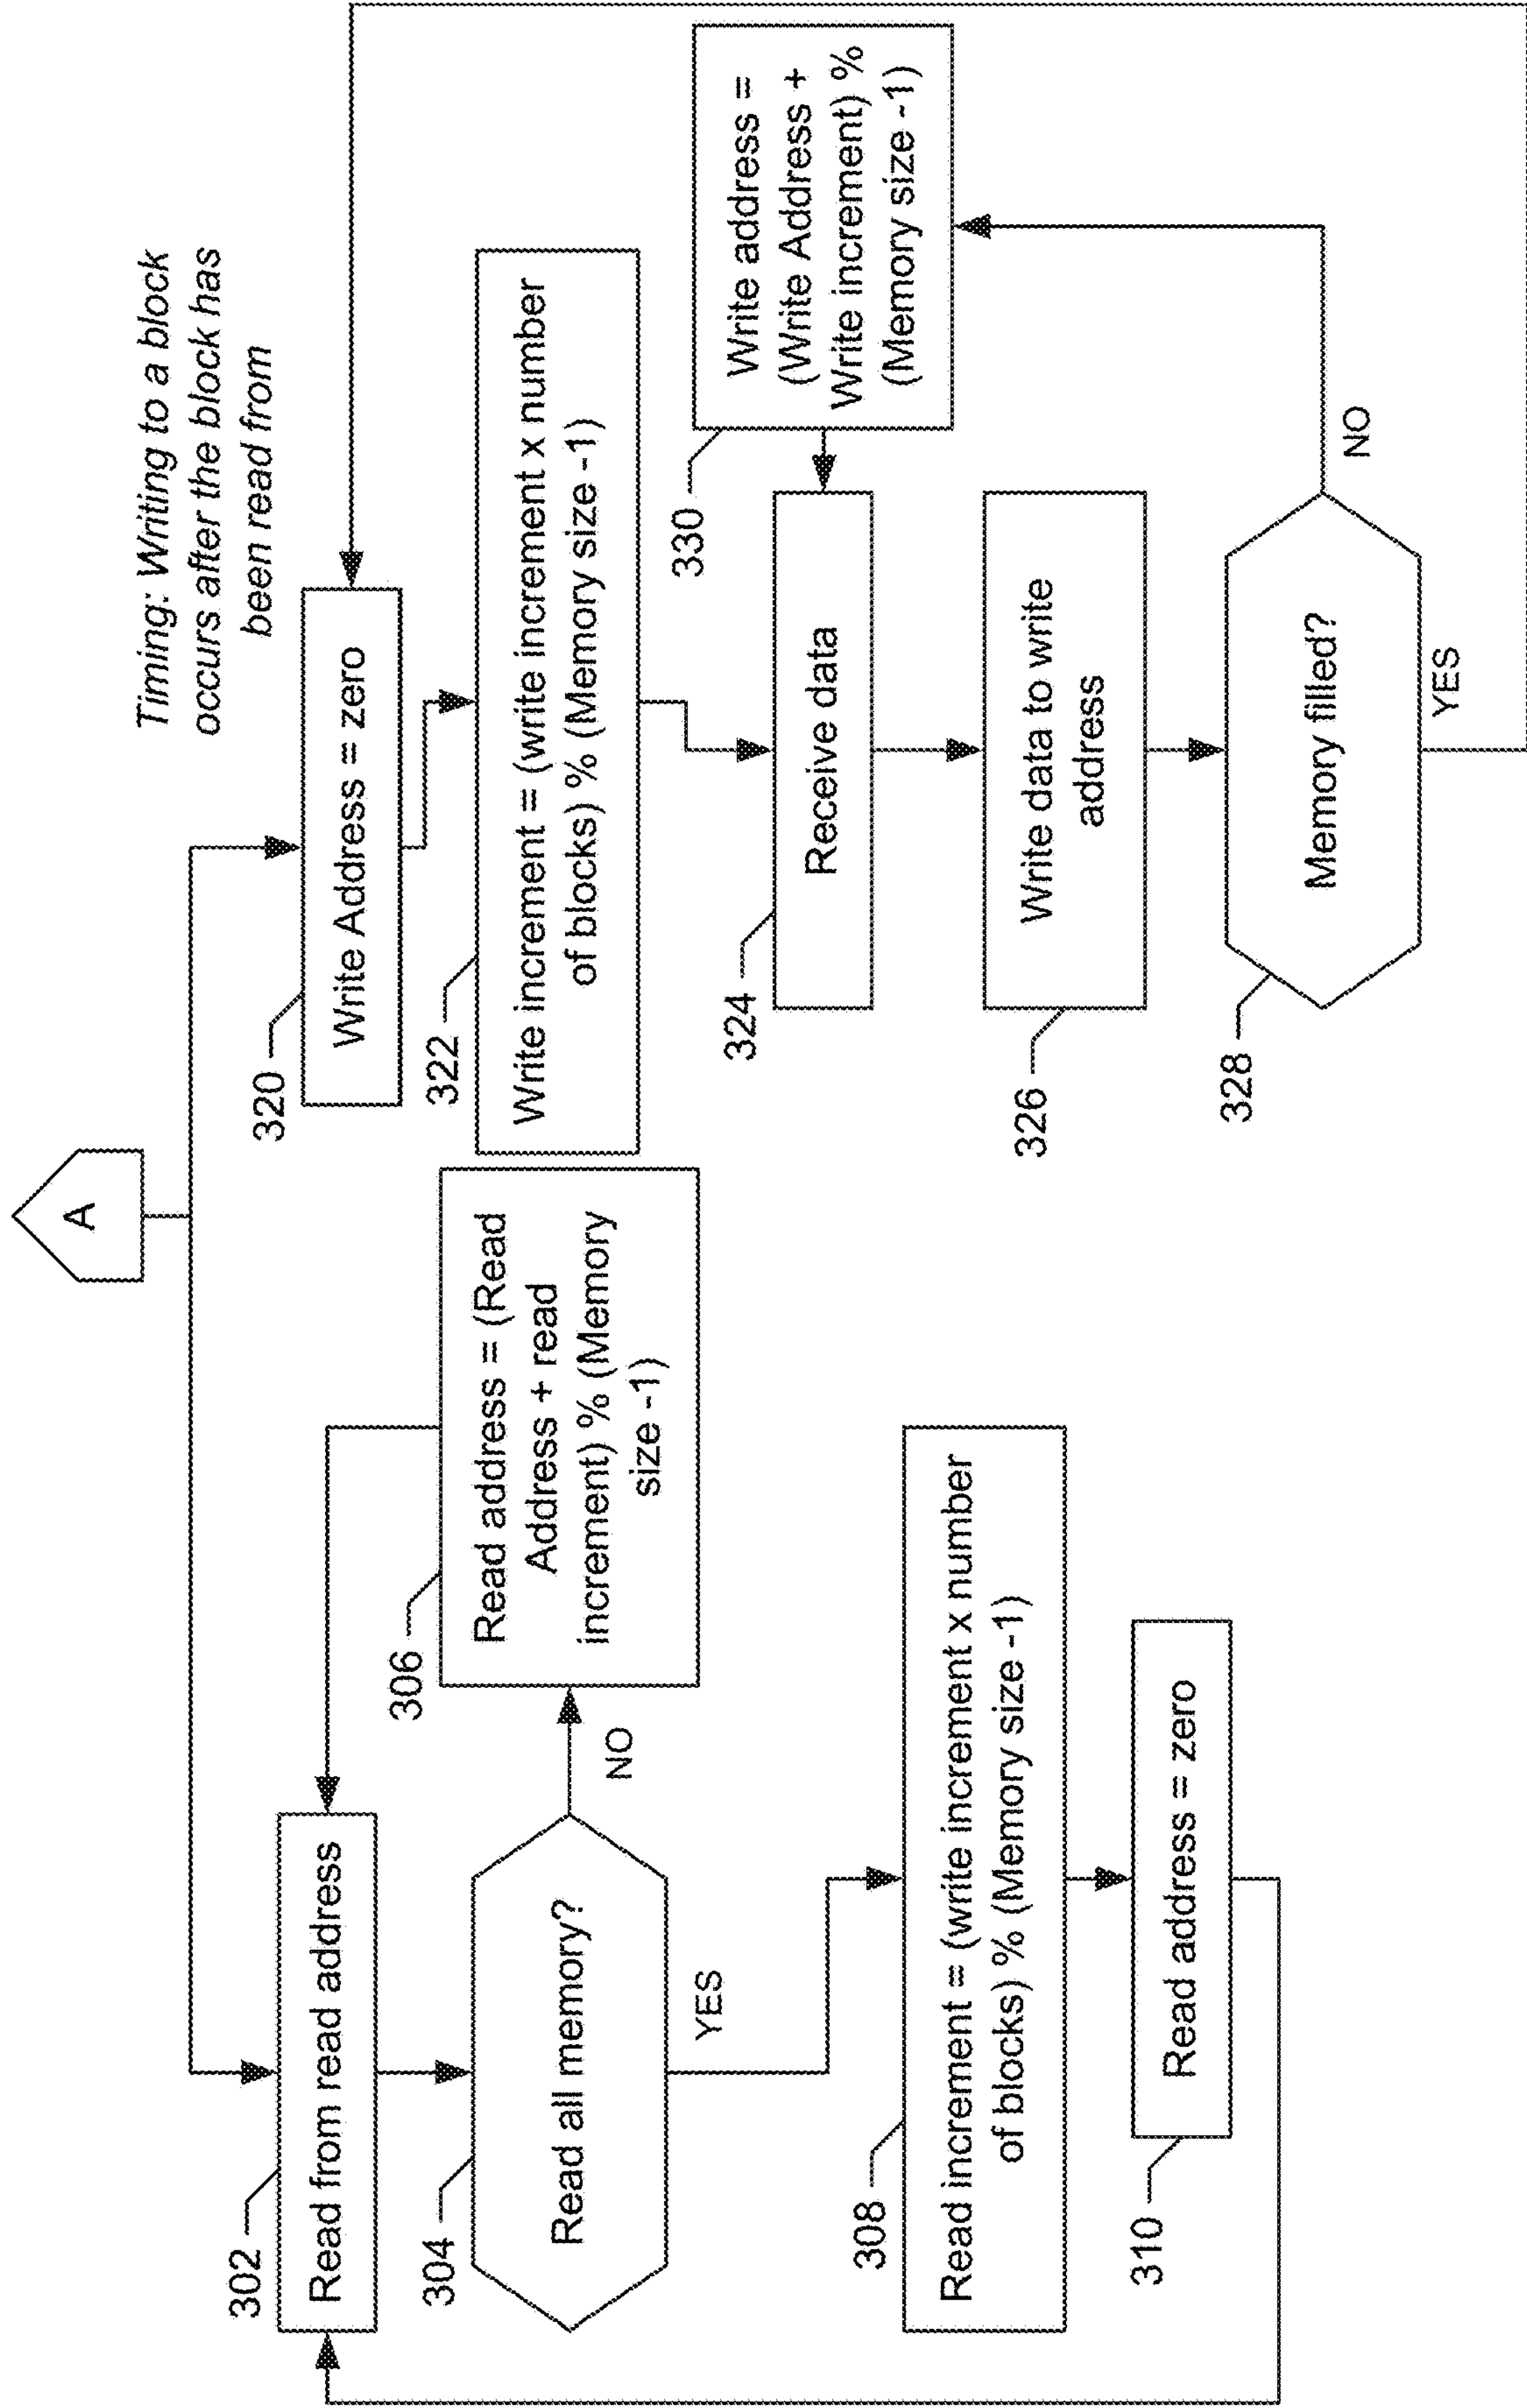 A
Timing: Writing to a block
occurs after the block has
been read from
302
Read from read address
304
Read all memory?
NO
YES
306
Read address = (Read
Address + read
increment) % (Memory
size -1)
308
Read increment = (write increment x number
of blocks) % (Memory size -1)
310
Read address = zero
320
Write Address = zero
322
Write increment = (write increment x number
of blocks) % (Memory size -1)
324
Receive data
326
Write data to write
address
328
Memory filled?
NO
YES
330
Write address =
(Write Address +
Write increment) %
(Memory size -1)